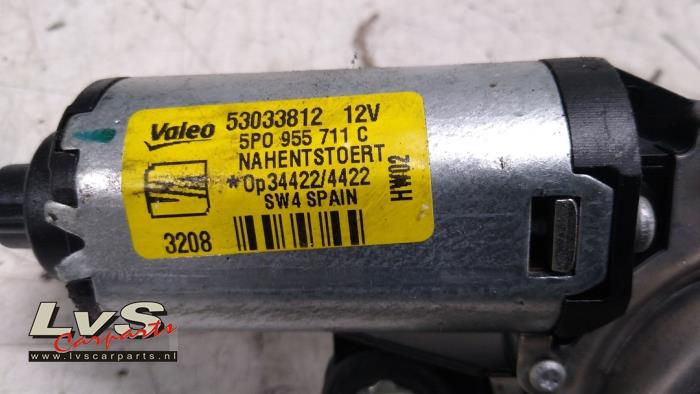 Valeo 53033812 12V
5P0 955 711 C
NAHENTSTOERT
*Op34422/4422
SW4 SPAIN
3208
HW02
LvS
Carparts
www.lvscarparts.nl